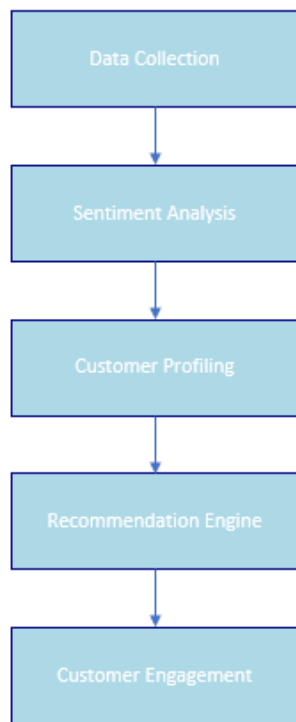 Data Collection
Sentiment Analysis
Customer Profiling
Recommendation Engine
Customer Engagement